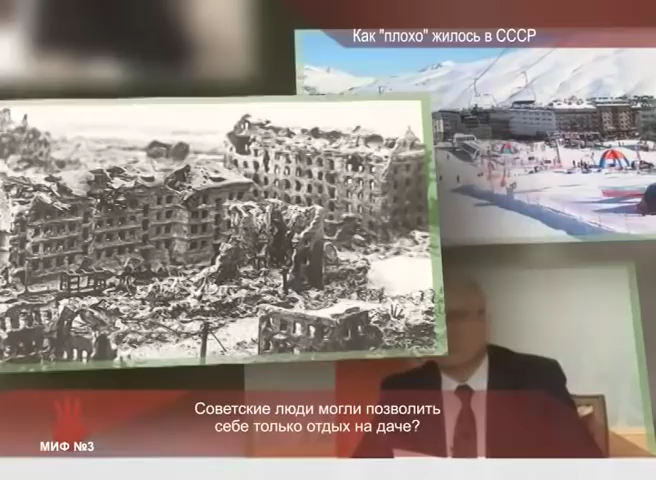 Как "плохо" жилось в СССР
Советские люди могли позволить
себе только отдых на даче?
МИФ №3